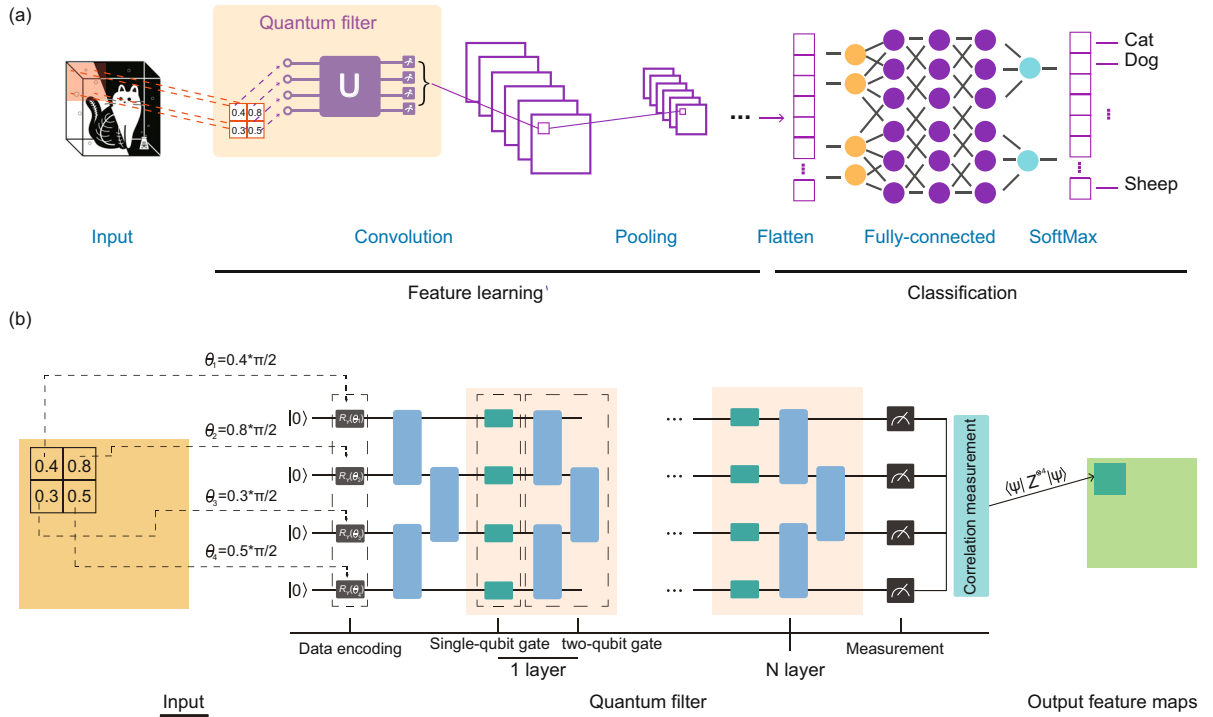 (a)
Quantum filter
0.4 0.8
0.3 0.5
U
...
Cat
Dog
Sheep
Input
Convolution
Pooling
Flatten
Fully-connected
SoftMax
Feature learning
Classification
(b)
θ₁=0.4*π/2
θ₂=0.8*π/2
θ₃=0.3*π/2
θ₄=0.5*π/2
0.4 0.8
0.3 0.5
|0⟩
|0⟩
|0⟩
|0⟩
...
...
...
...
Correlation measurement
⟨ψ| Z^⊗4 |ψ⟩
Data encoding
Single-qubit gate
two-qubit gate
1 layer
N layer
Measurement
Input
Quantum filter
Output feature maps